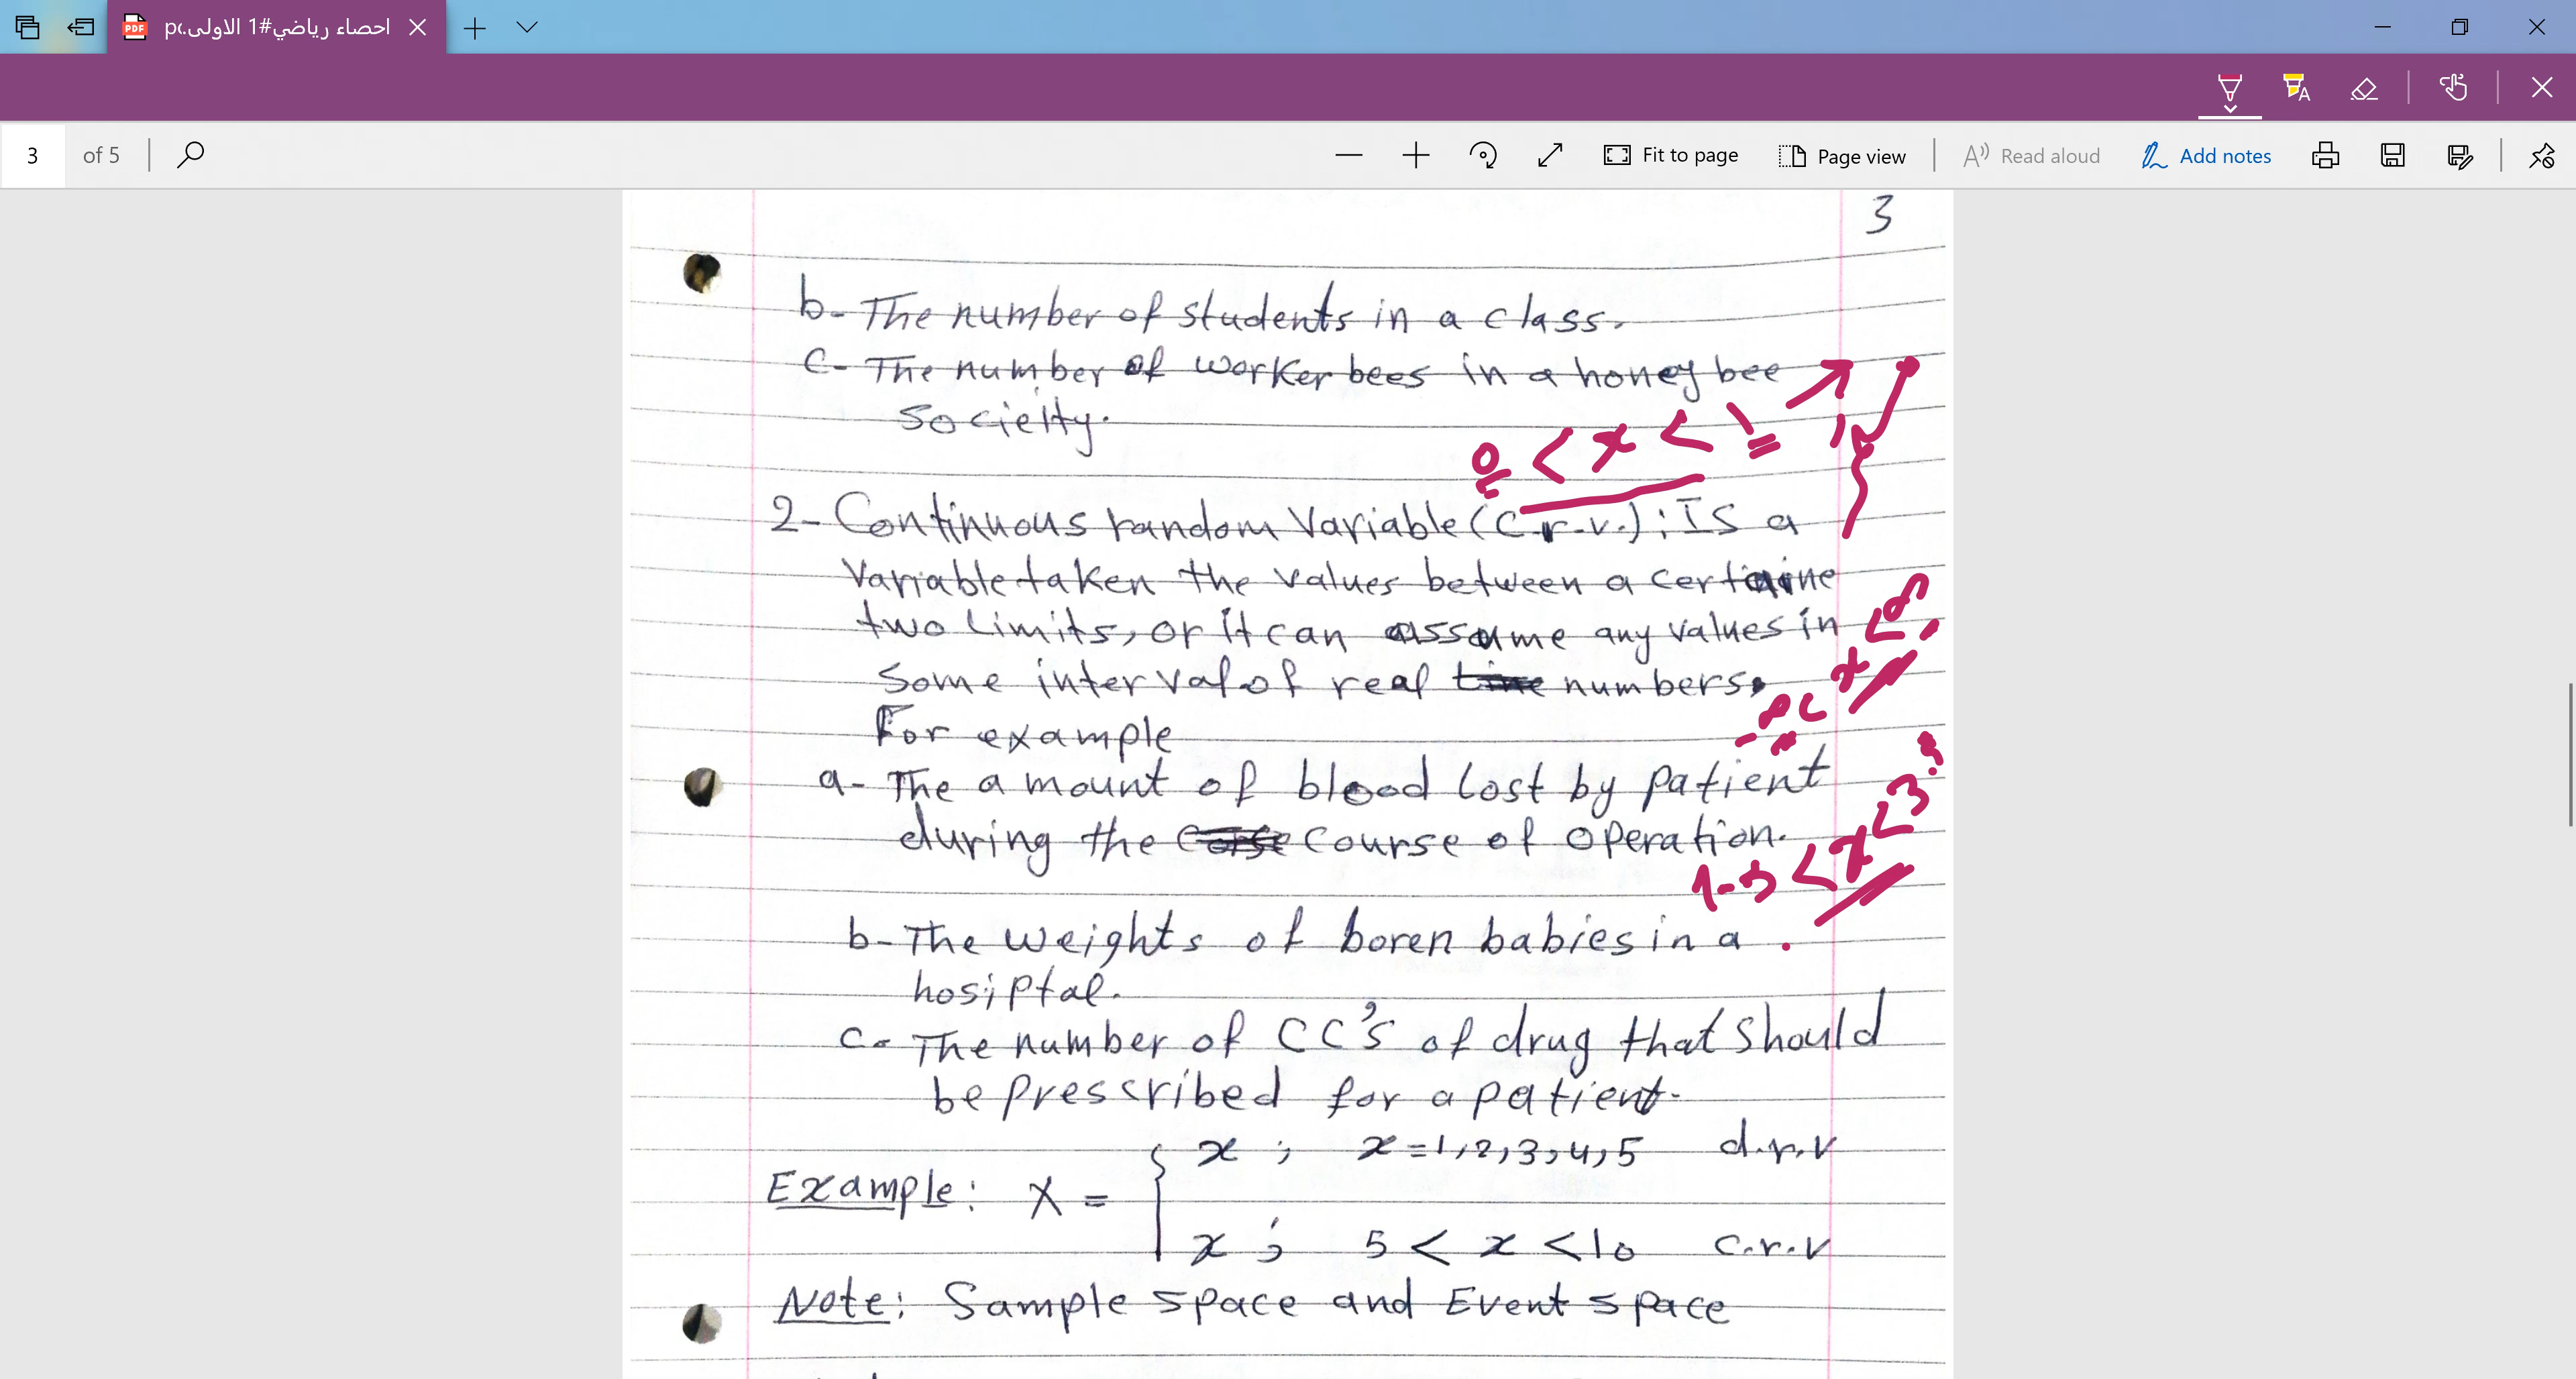 احصاء رياضي#1 الاولى.pc
3 of 5
Fit to page
Page view
Read aloud
Add notes
3
b- The number of students in a class.
C- The number of worker bees in a honey bee
socielty.
0 < x < 1
2- Continuous random Variable (C.r.v.): Is a
Variable taken the values between a certaine
two Limits, or it can assume any values in
Some interval of real numbers.
For example
a- The amount of blood lost by patient
during the Course of operation.
b- The weights of boren babies in a
hosiptal.
c- The number of CC's of drug that should
be prescribed for a patient.
x ; x = 1, 2, 3, 4, 5 d.r.v
Example: X =
x ; 5 < x < 10 c.r.v
Note: Sample space and Event space